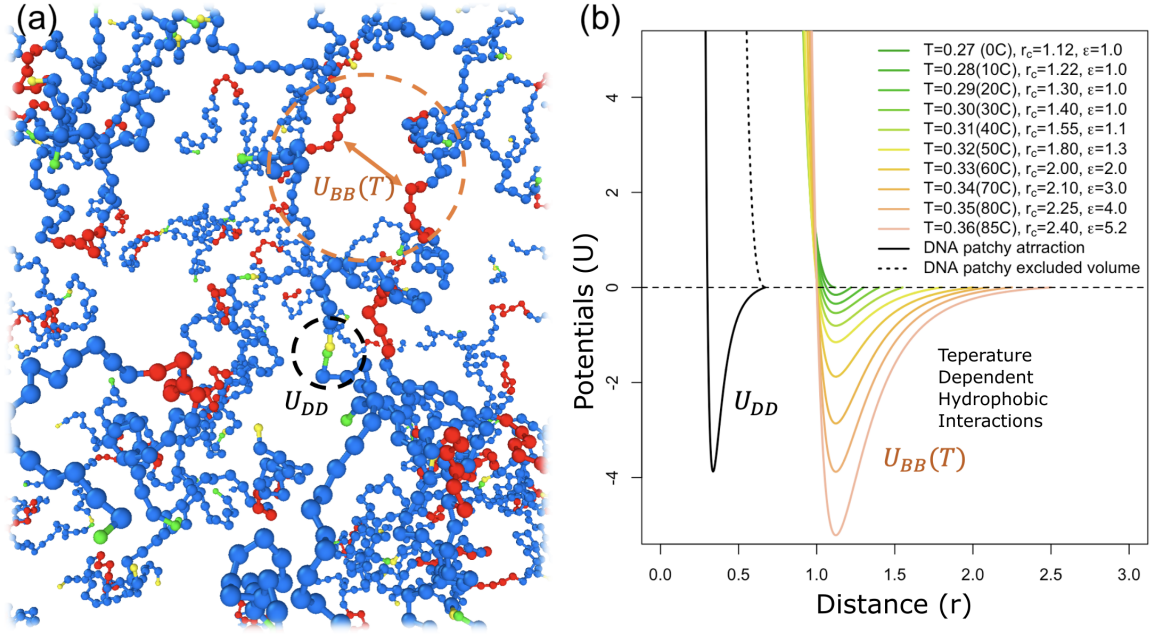 (a)
U_BB(T)
U_DD
(b)
Potentials (U)
4
2
0
-2
-4
T=0.27 (0C), r_c=1.12, ε=1.0
T=0.28(10C), r_c=1.22, ε=1.0
T=0.29(20C), r_c=1.30, ε=1.0
T=0.30(30C), r_c=1.40, ε=1.0
T=0.31(40C), r_c=1.55, ε=1.1
T=0.32(50C), r_c=1.80, ε=1.3
T=0.33(60C), r_c=2.00, ε=2.0
T=0.34(70C), r_c=2.10, ε=3.0
T=0.35(80C), r_c=2.25, ε=4.0
T=0.36(85C), r_c=2.40, ε=5.2
DNA patchy atrraction
DNA patchy excluded volume
Teperature
Dependent
Hydrophobic
Interactions
U_DD
U_BB(T)
0.0 0.5 1.0 1.5 2.0 2.5 3.0
Distance (r)